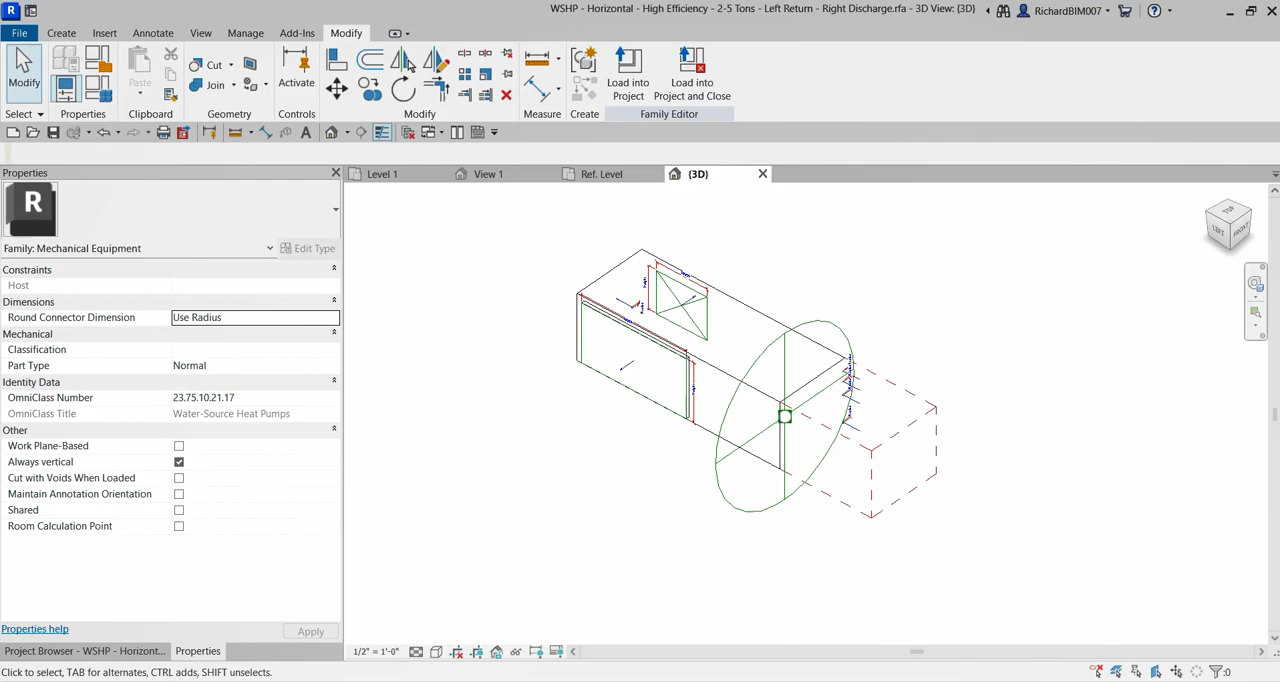 R
WSHP - Horizontal - High Efficiency - 2-5 Tons - Left Return - Right Discharge.rfa - 3D View: {3D}
RichardBIM007
File Create Insert Annotate View Manage Add-Ins Modify
Modify
Paste
Cut
Join
Activate
Load into Project
Load into Project and Close
Select Properties Clipboard Geometry Controls Modify Measure Create Family Editor
Properties
Level 1
View 1
Ref. Level
{3D}
R
Family: Mechanical Equipment
Edit Type
Constraints
Host
Dimensions
Round Connector Dimension Use Radius
Mechanical
Classification
Part Type Normal
Identity Data
OmniClass Number 23.75.10.21.17
OmniClass Title Water-Source Heat Pumps
Other
Work Plane-Based
Always vertical
Cut with Voids When Loaded
Maintain Annotation Orientation
Shared
Room Calculation Point
TOP
LEFT
FRONT
Properties help
Apply
Project Browser - WSHP - Horizont...
Properties
1/2" = 1'-0"
Click to select, TAB for alternates, CTRL adds, SHIFT unselects.
:0